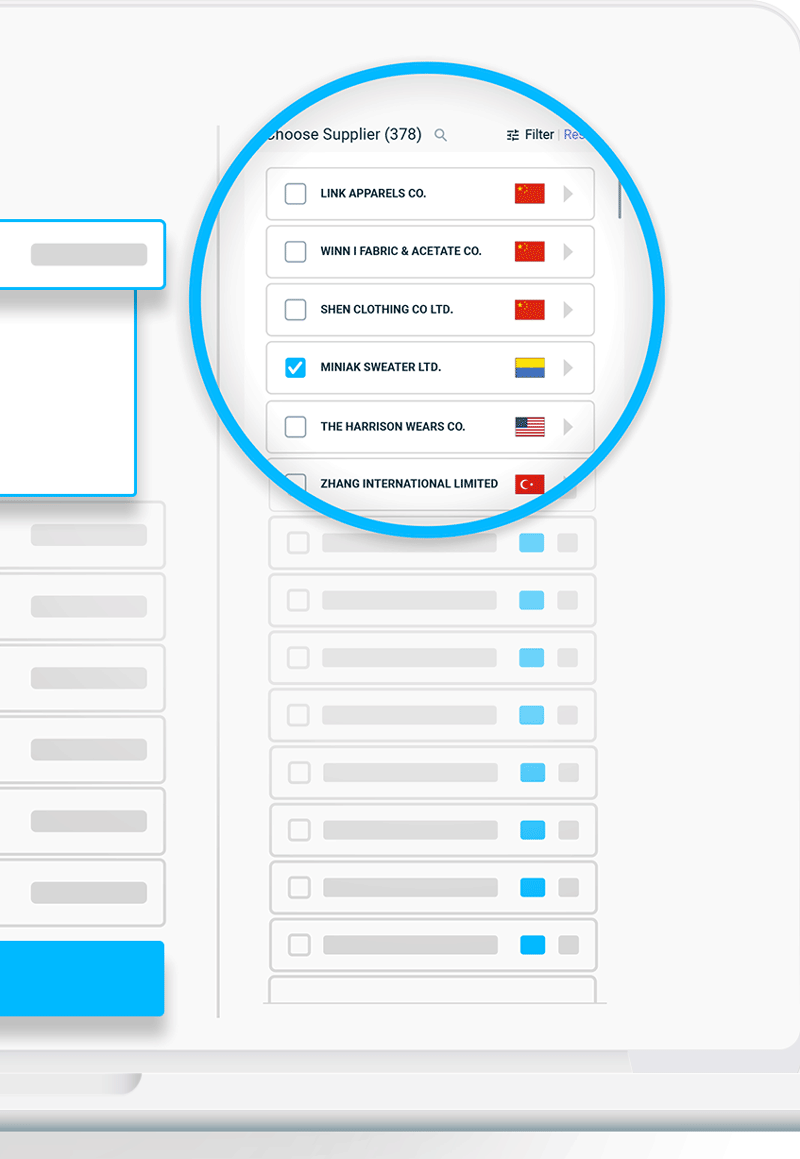 hoose Supplier (378)
Filter | Res
LINK APPARELS CO.
WINN I FABRIC & ACETATE CO.
SHEN CLOTHING CO LTD.
MINIAK SWEATER LTD.
THE HARRISON WEARS CO.
ZHANG INTERNATIONAL LIMITED